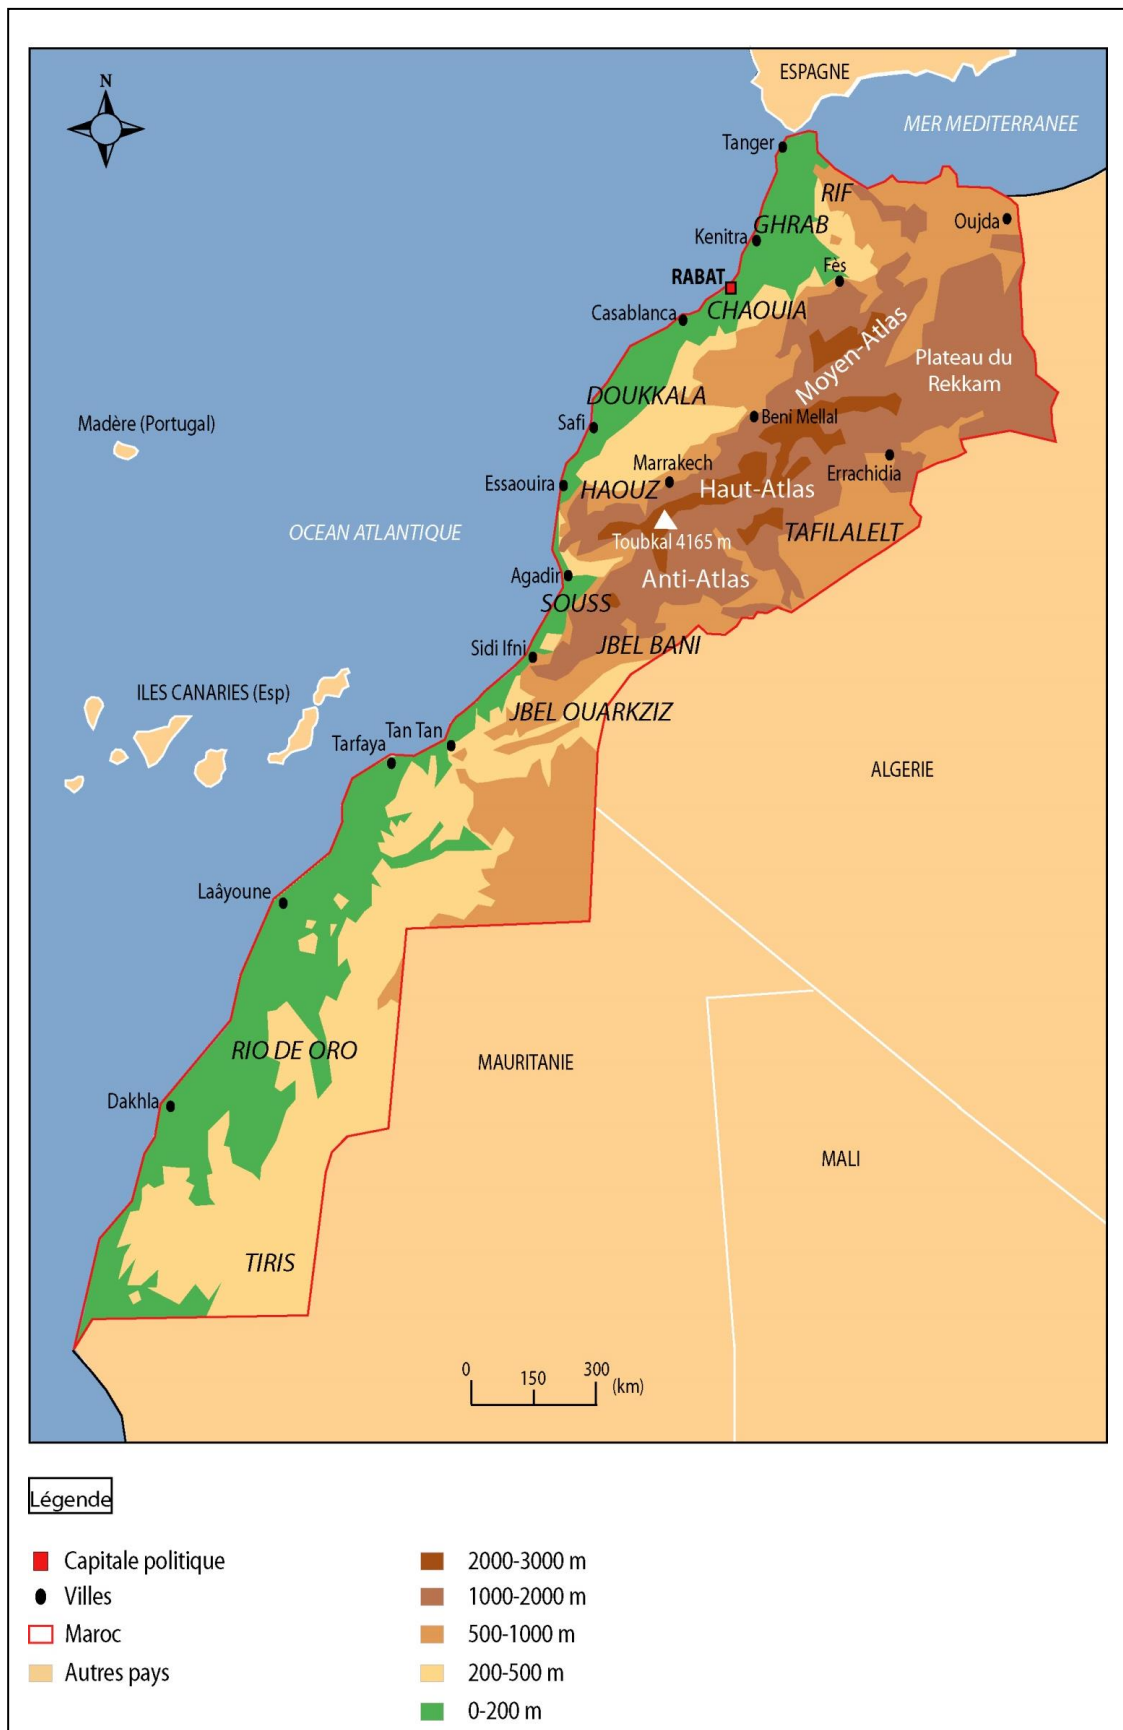 N
ESPAGNE
MER MEDITERRANEE
Tanger
RIF
Oujda
GHRAB
Kenitra
Fès
RABAT
CHAOUIA
Casablanca
Moyen-Atlas
Plateau du
Rekkam
DOUKKALA
Beni Mellal
Safi
Madère (Portugal)
Marrakech
Errachidia
Essaouira
HAOUZ
Haut-Atlas
OCEAN ATLANTIQUE
TAFILALELT
Toubkal 4165 m
Agadir
Anti-Atlas
SOUSS
Sidi Ifni
JBEL BANI
ILES CANARIES (Esp)
JBEL OUARKZIZ
Tan Tan
Tarfaya
ALGERIE
Laâyoune
RIO DE ORO
MAURITANIE
Dakhla
MALI
TIRIS
0 150 300
(km)
Légende
Capitale politique
Villes
Maroc
Autres pays
2000-3000 m
1000-2000 m
500-1000 m
200-500 m
0-200 m